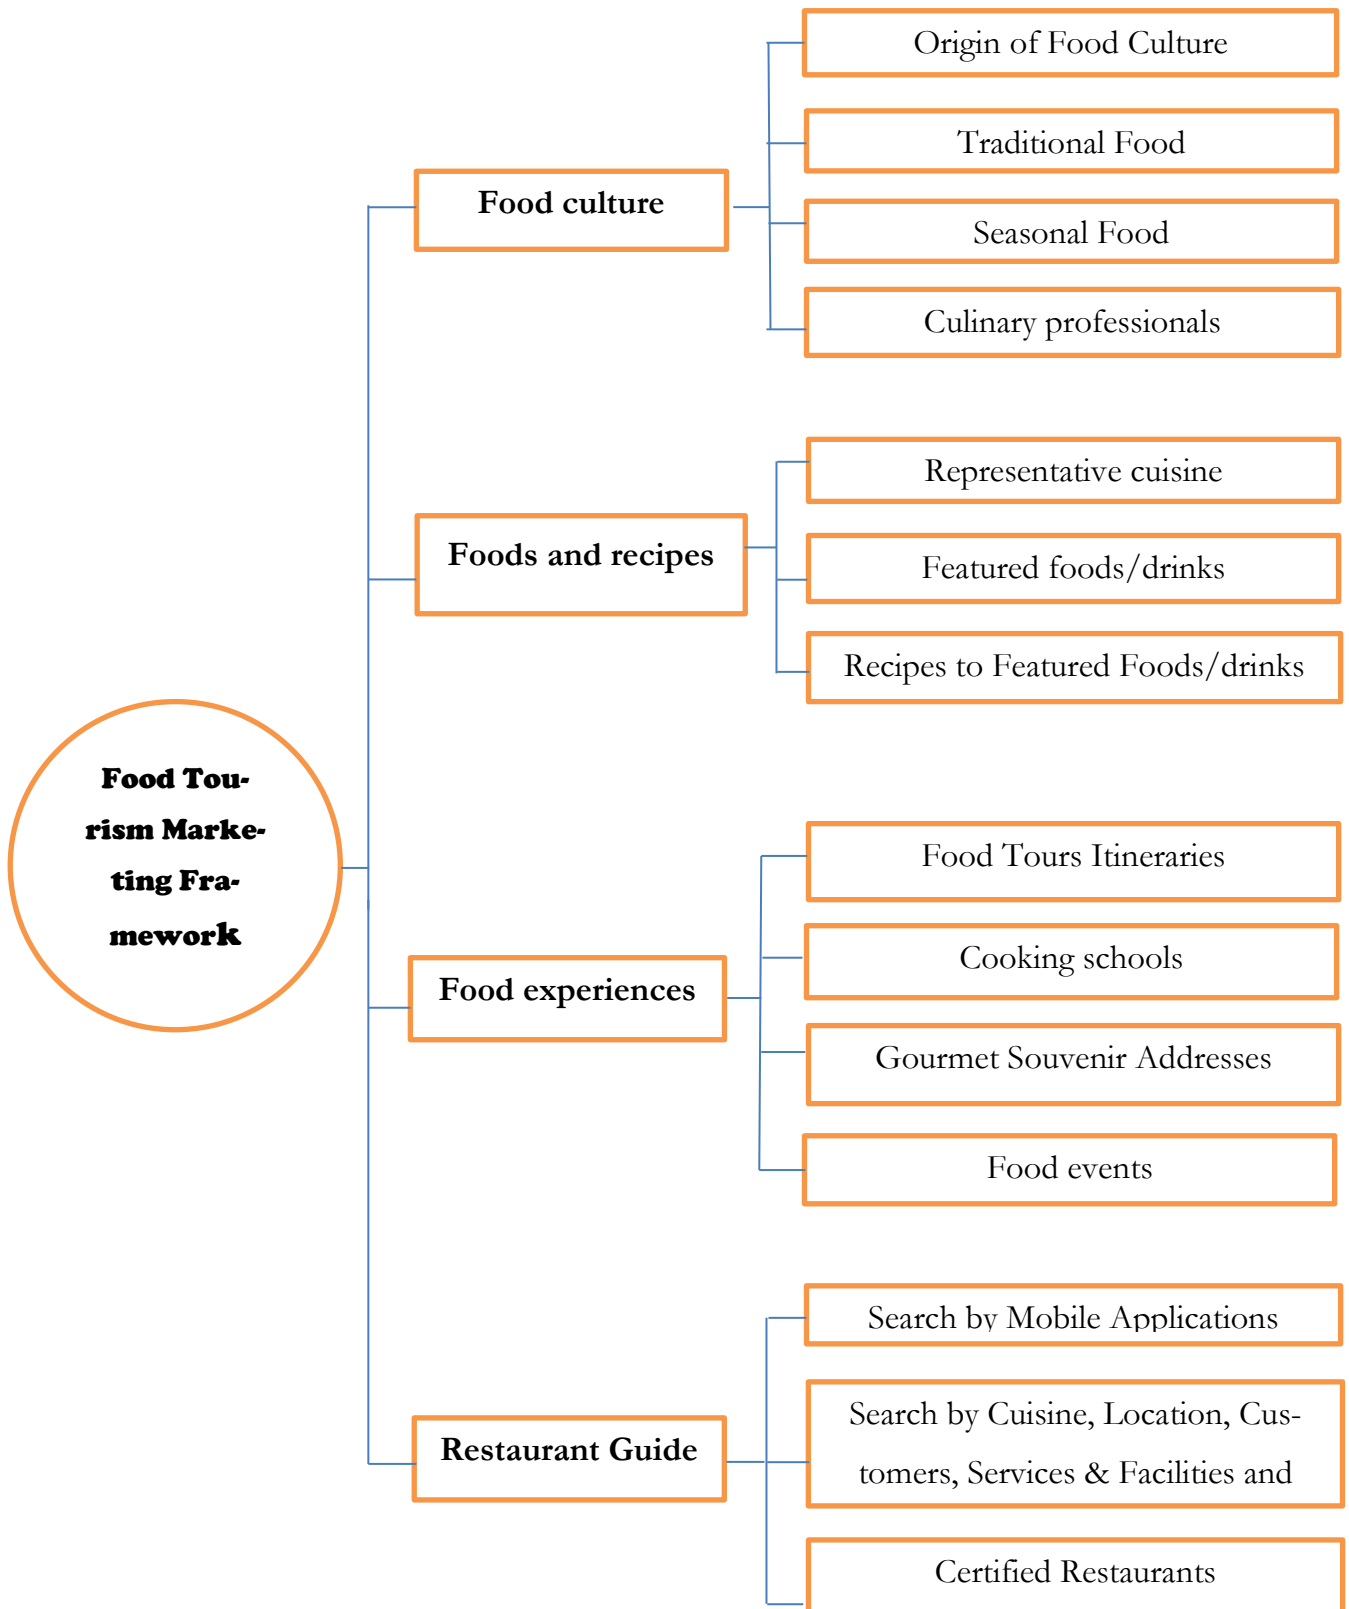 Origin of Food Culture
Traditional Food
Food culture
Seasonal Food
Culinary professionals
Representative cuisine
Foods and recipes
Featured foods/drinks
Recipes to Featured Foods/drinks
Food Tou-
rism Marke-
ting Fra-
mework
Food Tours Itineraries
Cooking schools
Food experiences
Gourmet Souvenir Addresses
Food events
Search by Mobile Applications
Search by Cuisine, Location, Cus-
tomers, Services & Facilities and
Restaurant Guide
Certified Restaurants